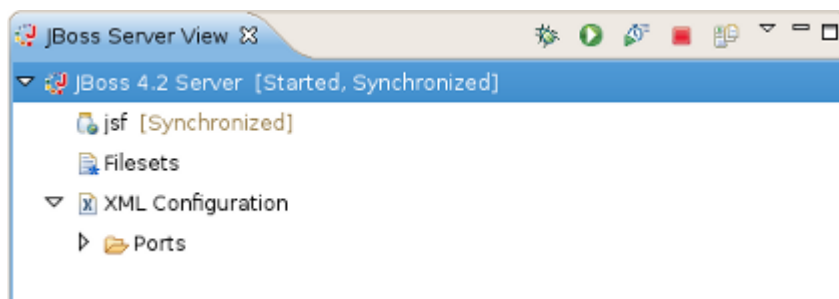 JBoss Server View
JBoss 4.2 Server [Started, Synchronized]
jsf [Synchronized]
Filesets
XML Configuration
Ports